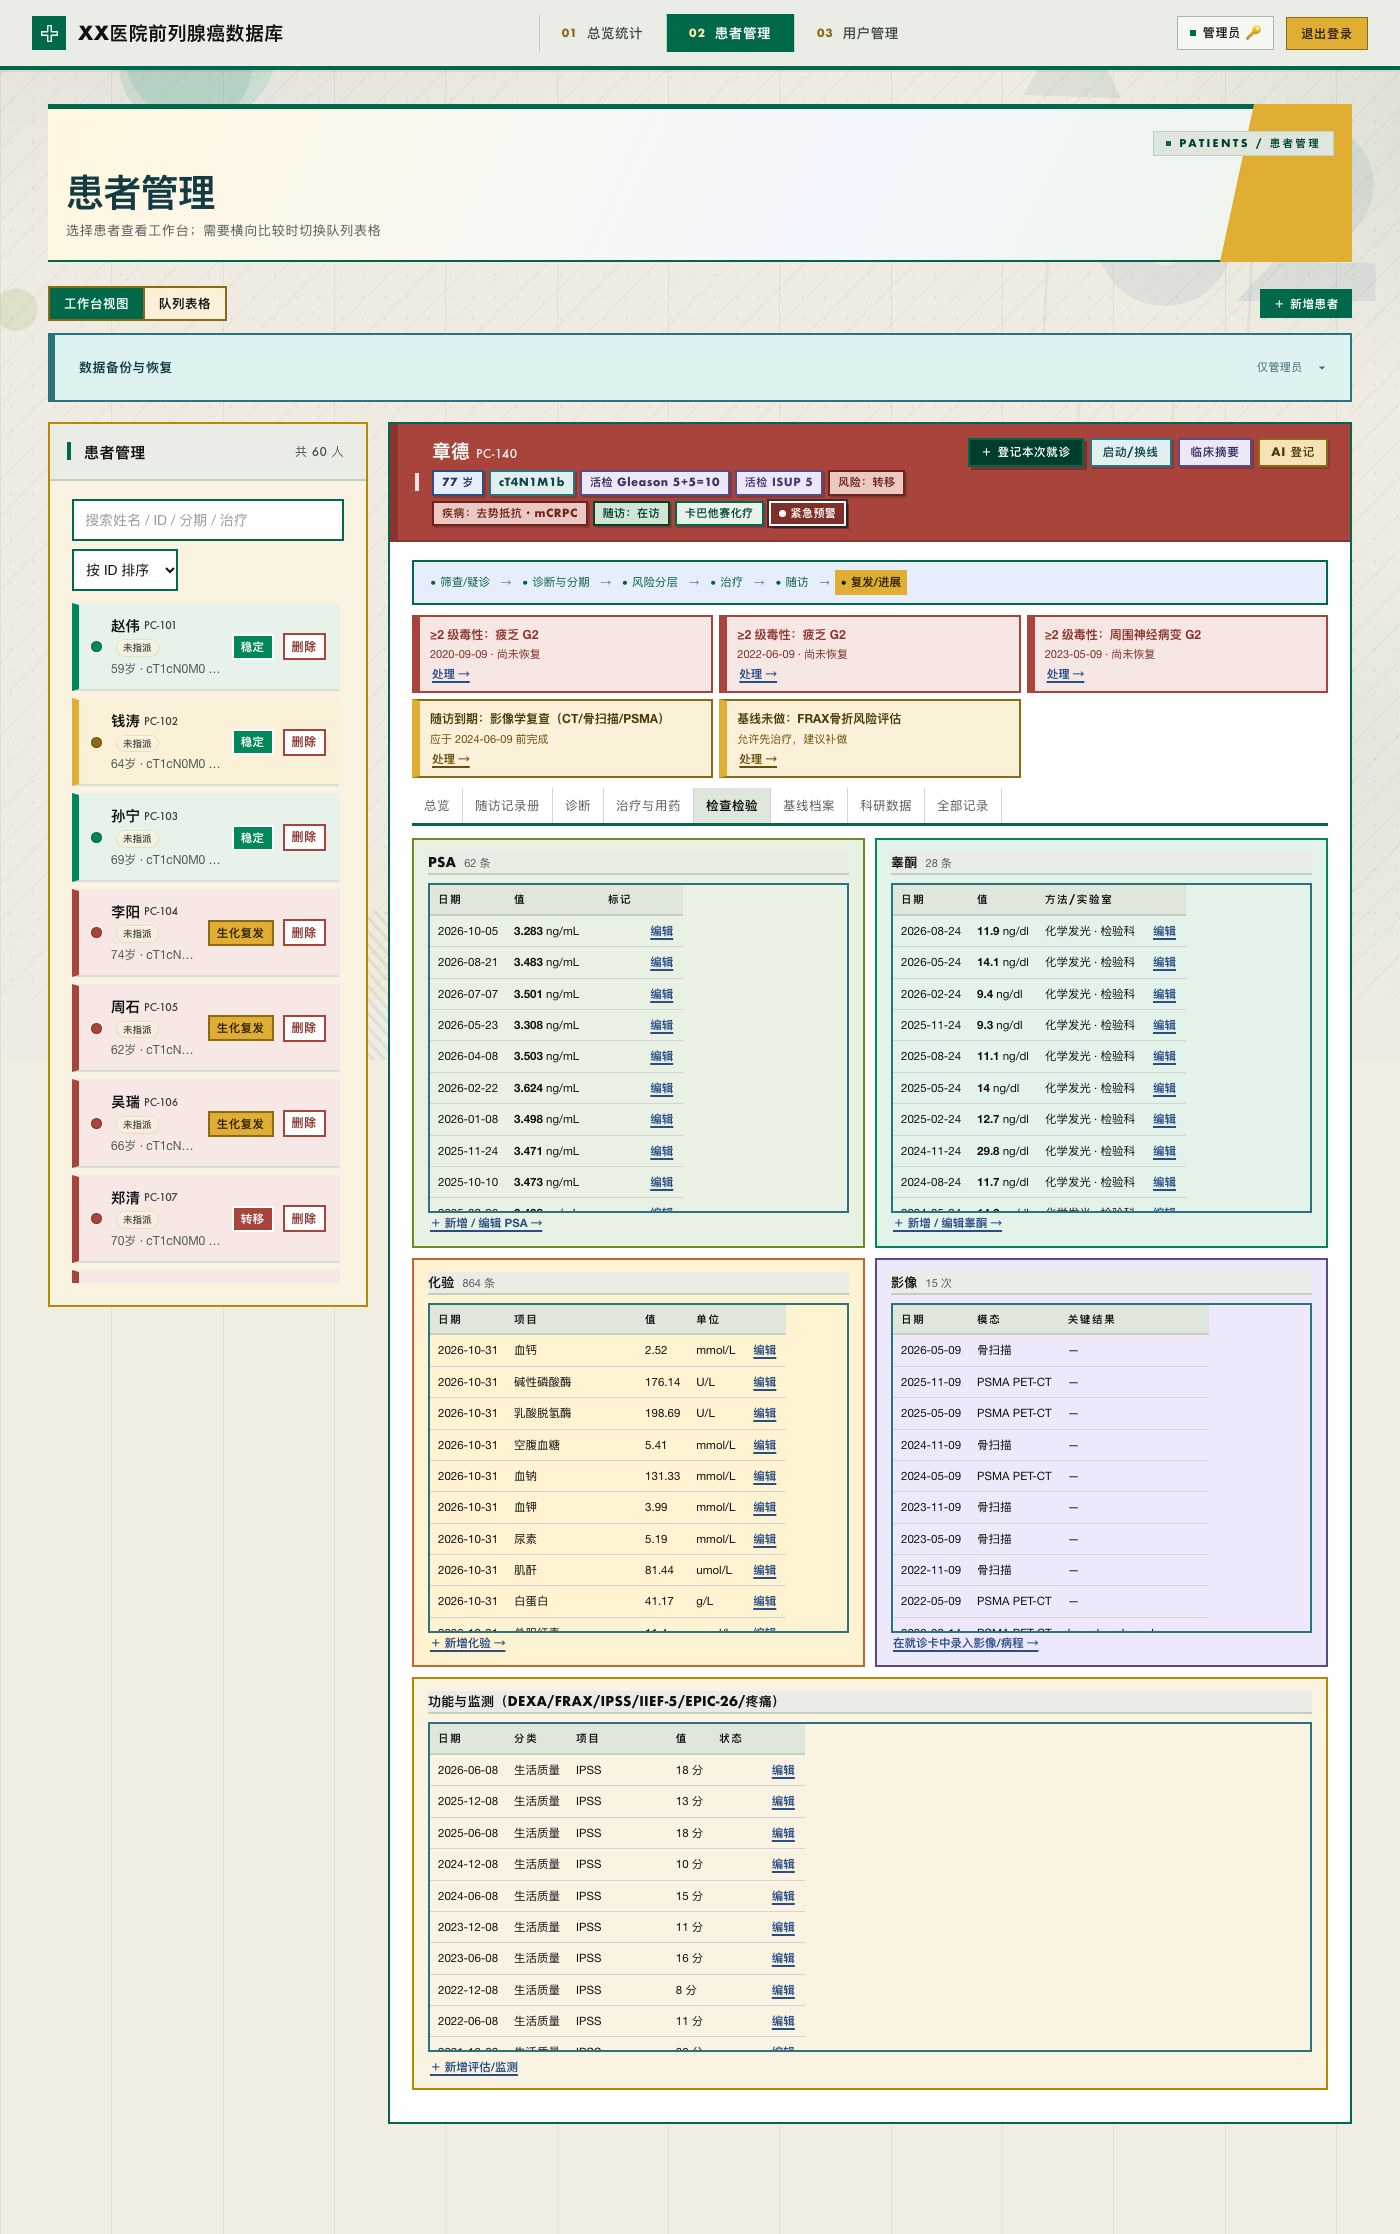 XX医院前列腺癌数据库
01 总览统计
02 患者管理
03 用户管理
管理员 🔑
退出登录
PATIENTS / 患者管理
患者管理
选择患者查看工作台；需要横向比较时切换队列表格
工作台视图 队列表格
＋ 新增患者
数据备份与恢复
仅管理员
患者管理 共 60 人
搜索姓名 / ID / 分期 / 治疗
按 ID 排序
赵伟 PC-101
未指派
稳定 删除
59岁 · cT1cN0M0 ...
钱涛 PC-102
未指派
稳定 删除
64岁 · cT1cN0M0 ...
孙宁 PC-103
未指派
稳定 删除
69岁 · cT1cN0M0 ...
李阳 PC-104
未指派
生化复发 删除
74岁 · cT1cN...
周石 PC-105
未指派
生化复发 删除
62岁 · cT1cN...
吴瑞 PC-106
未指派
生化复发 删除
66岁 · cT1cN...
郑清 PC-107
未指派
转移 删除
70岁 · cT1cN0M0 ...
章德 PC-140
＋ 登记本次就诊 启动/换线 临床摘要 AI 登记
77 岁 cT4N1M1b 活检 Gleason 5+5=10 活检 ISUP 5 风险：转移
疾病：去势抵抗 · mCRPC 随访：在访 卡巴他赛化疗 紧急预警
• 筛查/疑诊 → • 诊断与分期 → • 风险分层 → • 治疗 → • 随访 → • 复发/进展
≥2 级毒性：疲乏 G2
2020-09-09 · 尚未恢复
处理 →
≥2 级毒性：疲乏 G2
2022-06-09 · 尚未恢复
处理 →
≥2 级毒性：周围神经病变 G2
2023-05-09 · 尚未恢复
处理 →
随访到期：影像学复查（CT/骨扫描/PSMA）
应于 2024-06-09 前完成
处理 →
基线未做：FRAX骨折风险评估
允许先治疗，建议补做
处理 →
总览 随访记录册 诊断 治疗与用药 检查检验 基线档案 科研数据 全部记录
PSA 62 条
日期 值 标记
2026-10-05 3.283 ng/mL 编辑
2026-08-21 3.483 ng/mL 编辑
2026-07-07 3.501 ng/mL 编辑
2026-05-23 3.308 ng/mL 编辑
2026-04-08 3.503 ng/mL 编辑
2026-02-22 3.624 ng/mL 编辑
2026-01-08 3.498 ng/mL 编辑
2025-11-24 3.471 ng/mL 编辑
2025-10-10 3.473 ng/mL 编辑
＋ 新增 / 编辑 PSA →
睾酮 28 条
日期 值 方法/实验室
2026-08-24 11.9 ng/dl 化学发光 · 检验科 编辑
2026-05-24 14.1 ng/dl 化学发光 · 检验科 编辑
2026-02-24 9.4 ng/dl 化学发光 · 检验科 编辑
2025-11-24 9.3 ng/dl 化学发光 · 检验科 编辑
2025-08-24 11.1 ng/dl 化学发光 · 检验科 编辑
2025-05-24 14 ng/dl 化学发光 · 检验科 编辑
2025-02-24 12.7 ng/dl 化学发光 · 检验科 编辑
2024-11-24 29.8 ng/dl 化学发光 · 检验科 编辑
2024-08-24 11.7 ng/dl 化学发光 · 检验科 编辑
＋ 新增 / 编辑睾酮 →
化验 864 条
日期 项目 值 单位
2026-10-31 血钙 2.52 mmol/L 编辑
2026-10-31 碱性磷酸酶 176.14 U/L 编辑
2026-10-31 乳酸脱氢酶 198.69 U/L 编辑
2026-10-31 空腹血糖 5.41 mmol/L 编辑
2026-10-31 血钠 131.33 mmol/L 编辑
2026-10-31 血钾 3.99 mmol/L 编辑
2026-10-31 尿素 5.19 mmol/L 编辑
2026-10-31 肌酐 81.44 umol/L 编辑
2026-10-31 白蛋白 41.17 g/L 编辑
＋ 新增化验 →
影像 15 次
日期 模态 关键结果
2026-05-09 骨扫描 —
2025-11-09 PSMA PET-CT —
2025-05-09 PSMA PET-CT —
2024-11-09 骨扫描 —
2024-05-09 PSMA PET-CT —
2023-11-09 骨扫描 —
2023-05-09 骨扫描 —
2022-11-09 骨扫描 —
2022-05-09 PSMA PET-CT —
在就诊卡中录入影像/病程 →
功能与监测（DEXA/FRAX/IPSS/IIEF-5/EPIC-26/疼痛）
日期 分类 项目 值 状态
2026-06-08 生活质量 IPSS 18 分 编辑
2025-12-08 生活质量 IPSS 13 分 编辑
2025-06-08 生活质量 IPSS 18 分 编辑
2024-12-08 生活质量 IPSS 10 分 编辑
2024-06-08 生活质量 IPSS 15 分 编辑
2023-12-08 生活质量 IPSS 11 分 编辑
2023-06-08 生活质量 IPSS 16 分 编辑
2022-12-08 生活质量 IPSS 8 分 编辑
2022-06-08 生活质量 IPSS 11 分 编辑
＋ 新增评估/监测